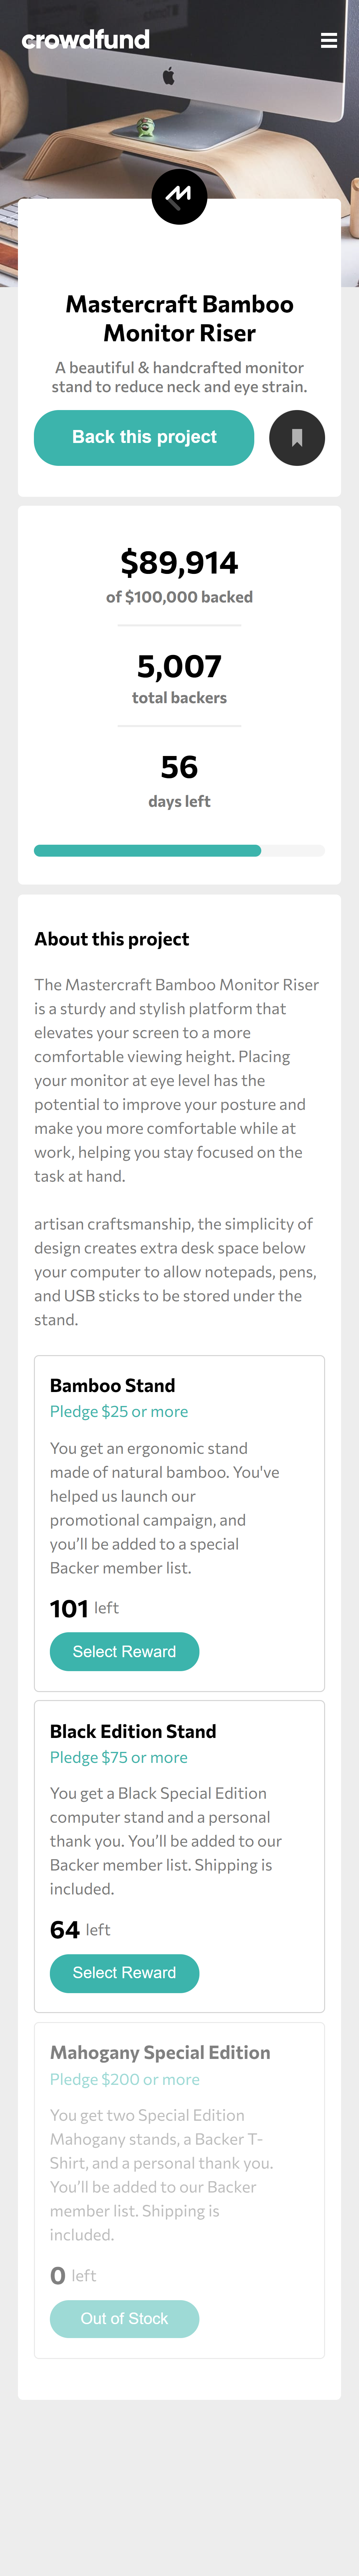 crowdfund
Mastercraft Bamboo
Monitor Riser
A beautiful & handcrafted monitor
stand to reduce neck and eye strain.
Back this project
$89,914
of $100,000 backed
5,007
total backers
56
days left
About this project
The Mastercraft Bamboo Monitor Riser
is a sturdy and stylish platform that
elevates your screen to a more
comfortable viewing height. Placing
your monitor at eye level has the
potential to improve your posture and
make you more comfortable while at
work, helping you stay focused on the
task at hand.
artisan craftsmanship, the simplicity of
design creates extra desk space below
your computer to allow notepads, pens,
and USB sticks to be stored under the
stand.
Bamboo Stand
Pledge $25 or more
You get an ergonomic stand
made of natural bamboo. You've
helped us launch our
promotional campaign, and
you’ll be added to a special
Backer member list.
101 left
Select Reward
Black Edition Stand
Pledge $75 or more
You get a Black Special Edition
computer stand and a personal
thank you. You’ll be added to our
Backer member list. Shipping is
included.
64 left
Select Reward
Mahogany Special Edition
Pledge $200 or more
You get two Special Edition
Mahogany stands, a Backer T-
Shirt, and a personal thank you.
You’ll be added to our Backer
member list. Shipping is
included.
0 left
Out of Stock